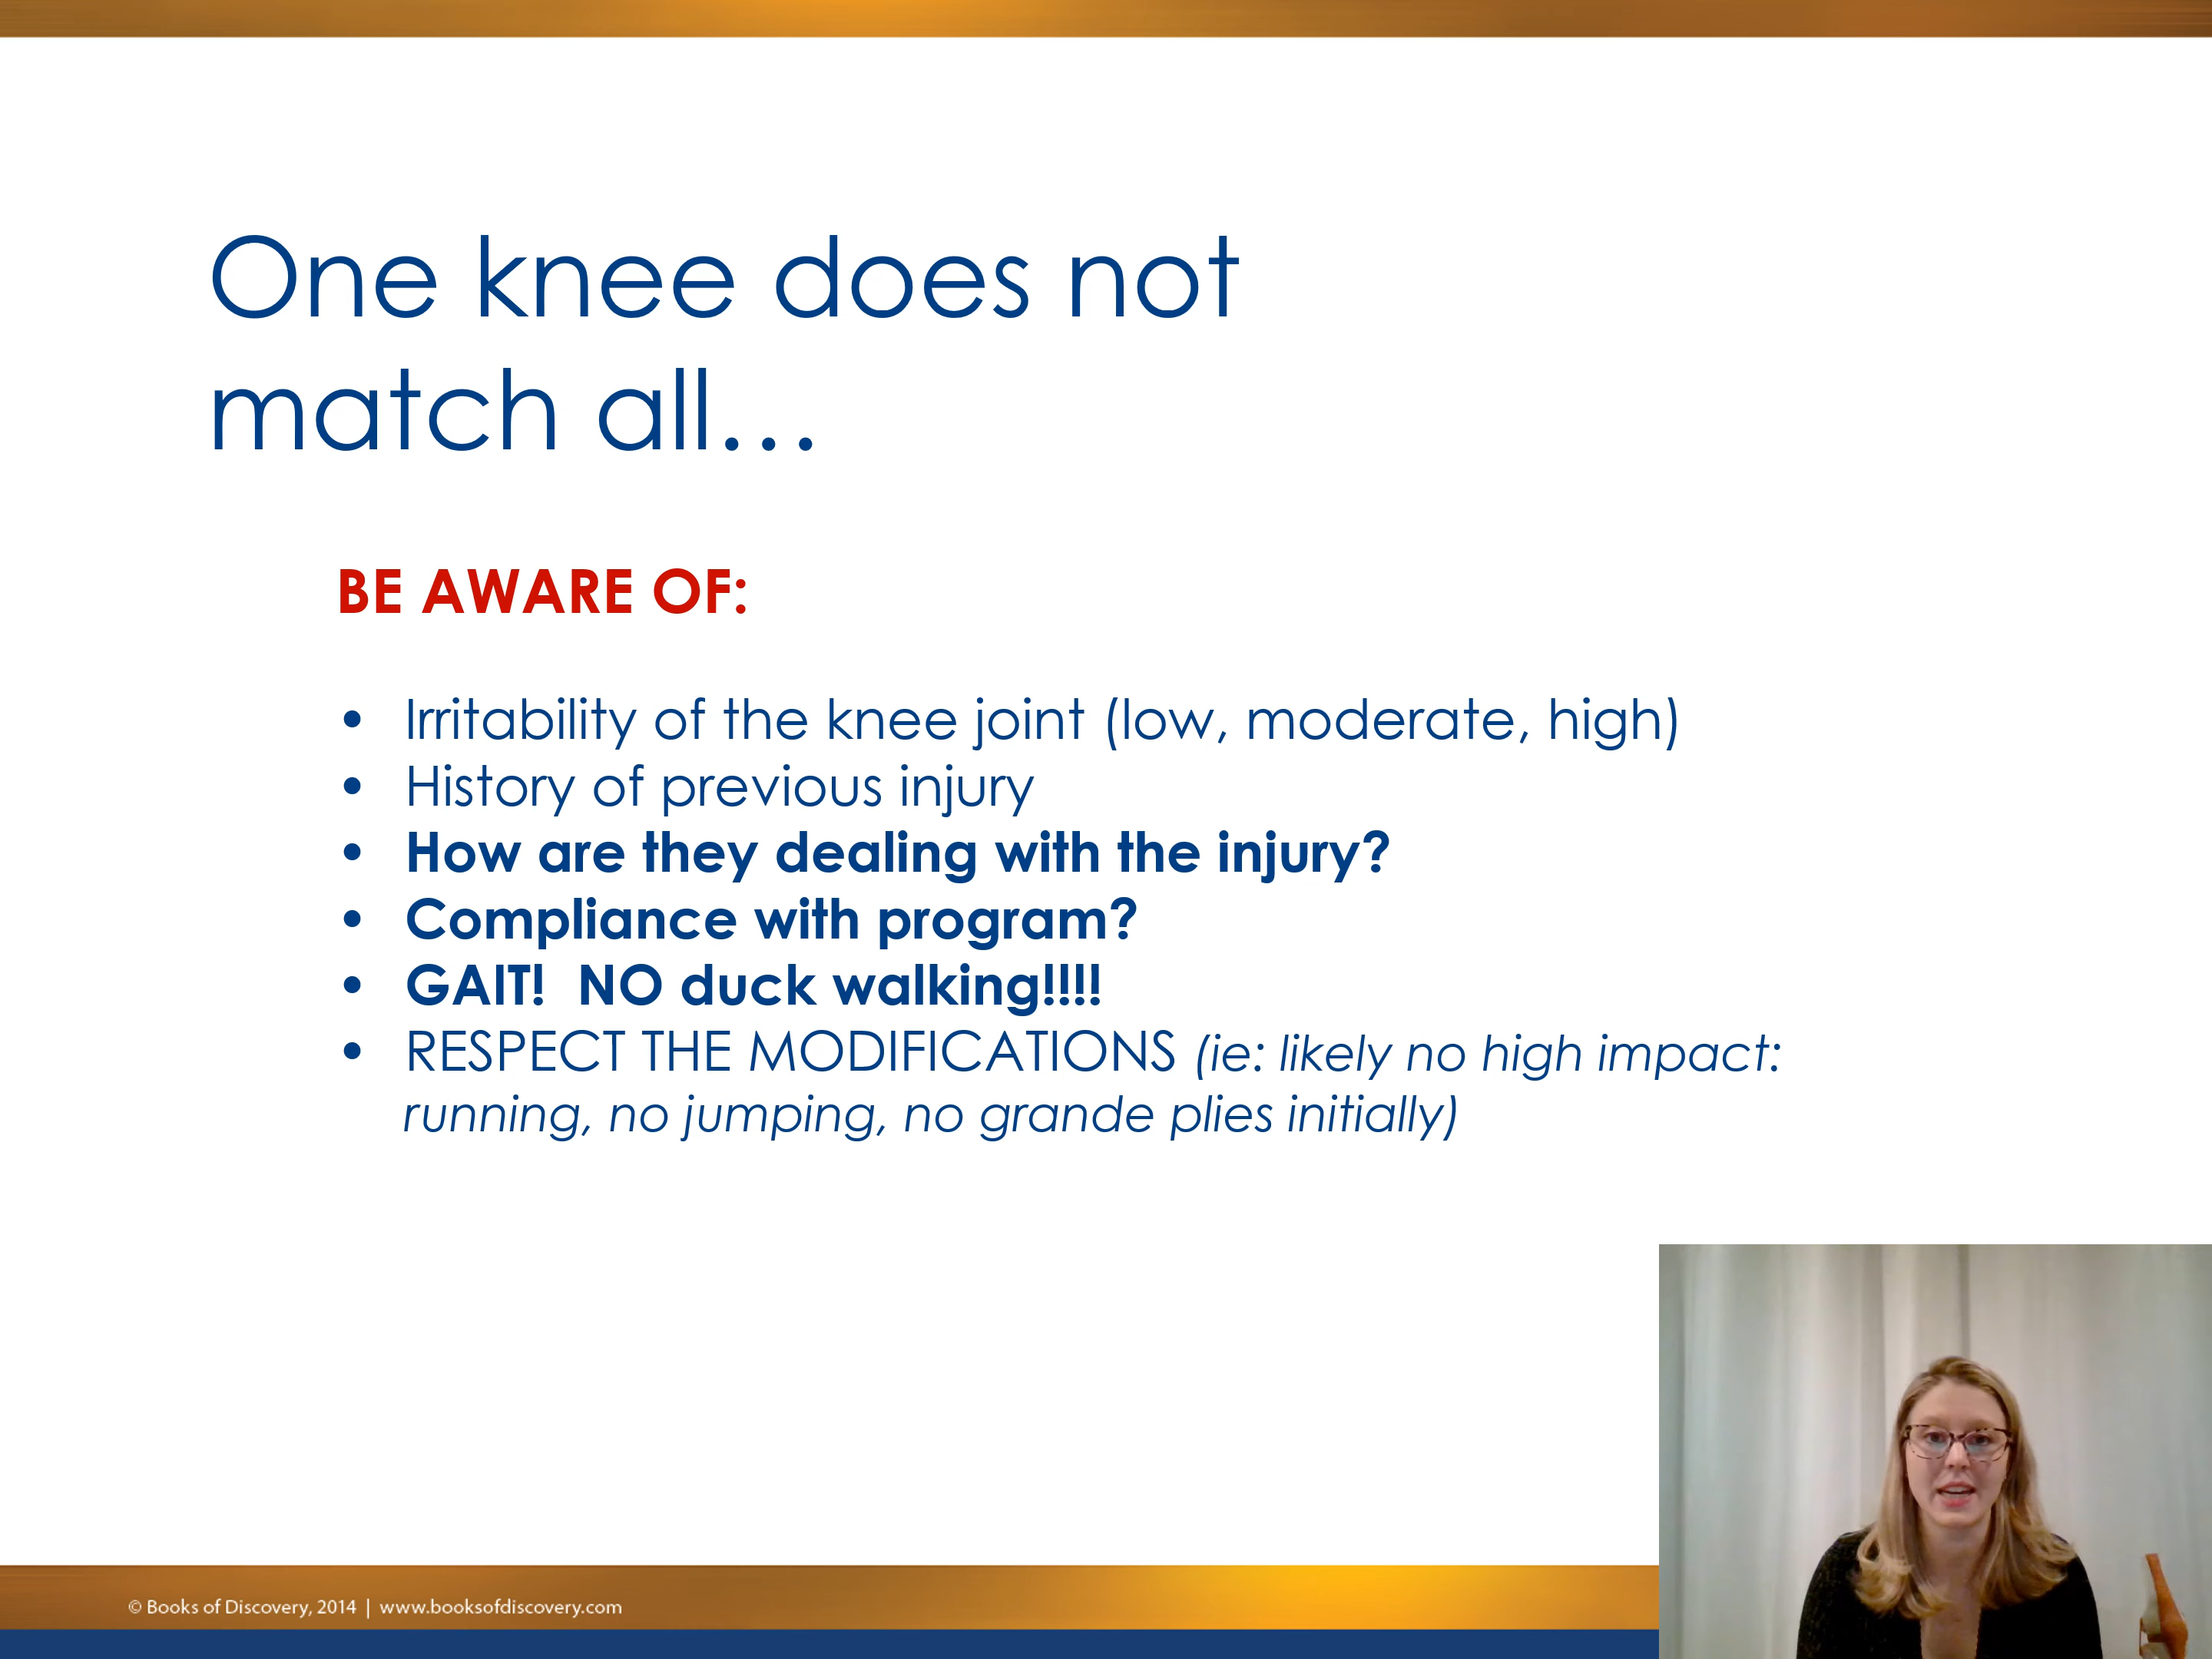 One knee does not
match all...
BE AWARE OF:
• Irritability of the knee joint (low, moderate, high)
• History of previous injury
• How are they dealing with the injury?
• Compliance with program?
• GAIT!  NO duck walking!!!!
• RESPECT THE MODIFICATIONS (ie: likely no high impact:
running, no jumping, no grande plies initially)
© Books of Discovery, 2014 | www.booksofdiscovery.com